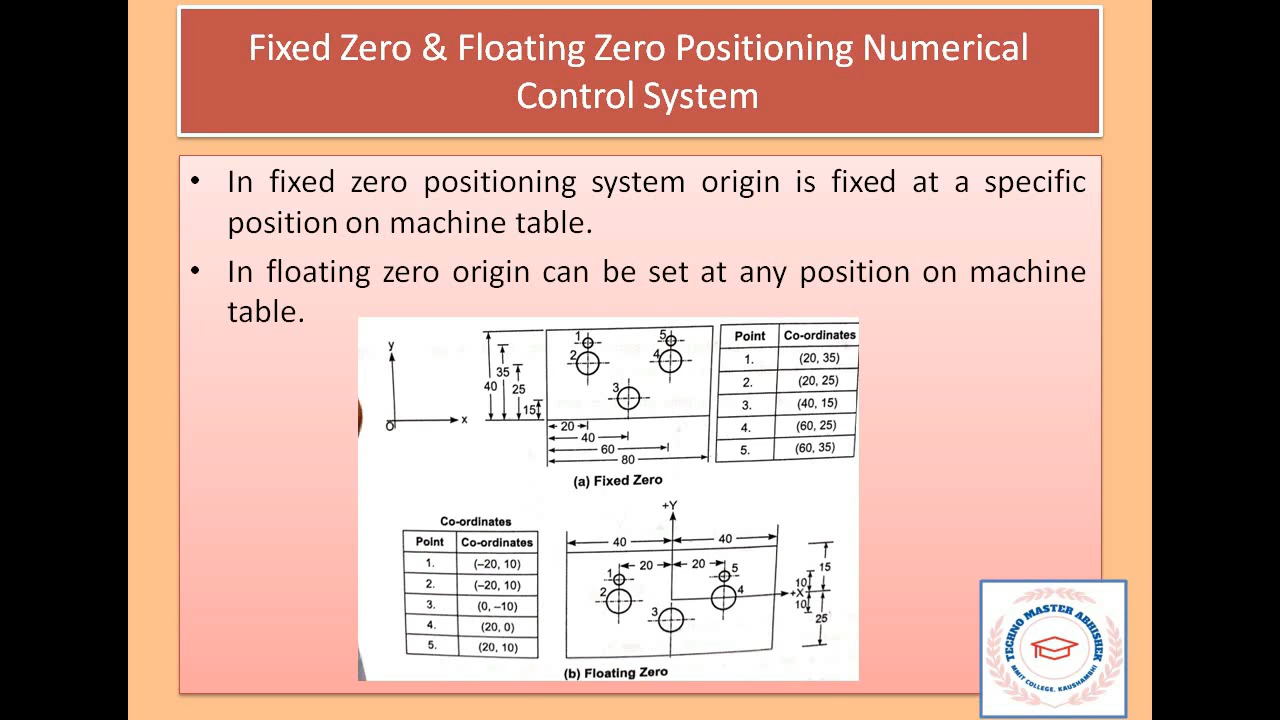 Fixed Zero & Floating Zero Positioning Numerical
Control System
• In fixed zero positioning system origin is fixed at a specific
position on machine table.
• In floating zero origin can be set at any position on machine
table.
y
O
x
40
35
25
15
1
2
3
4
5
20
40
60
80
Point Co-ordinates
1. (20, 35)
2. (20, 25)
3. (40, 15)
4. (60, 25)
5. (60, 35)
(a) Fixed Zero
Co-ordinates
Point Co-ordinates
1. (–20, 10)
2. (–20, 10)
3. (0, –10)
4. (20, 0)
5. (20, 10)
+Y
40 40
20 20
1
2
3
4
5
+X
10
10
15
25
(b) Floating Zero
TECHNO MASTER ABHISHEK
AMIT COLLEGE, KAUSHAMBHI